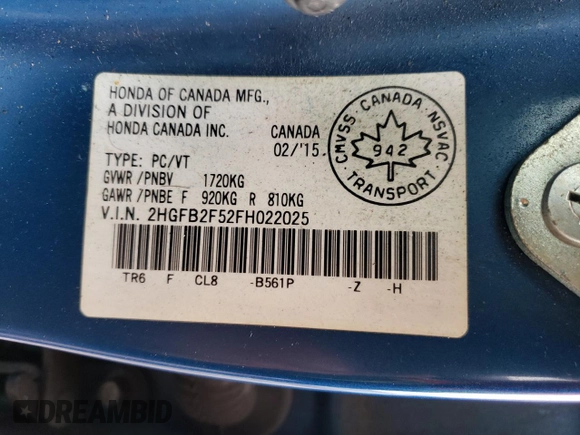 HONDA OF CANADA MFG.,
A DIVISION OF
HONDA CANADA INC. CANADA
02/'15
TYPE: PC/VT
GVWR/PNBV 1720KG
GAWR/PNBE F 920KG R 810KG
V.I.N. 2HGFB2F52FH022025
TR6 F CL8 -B561P -Z -H
CMVSS · CANADA · NSVAC
942
TRANSPORT
DREAMBID